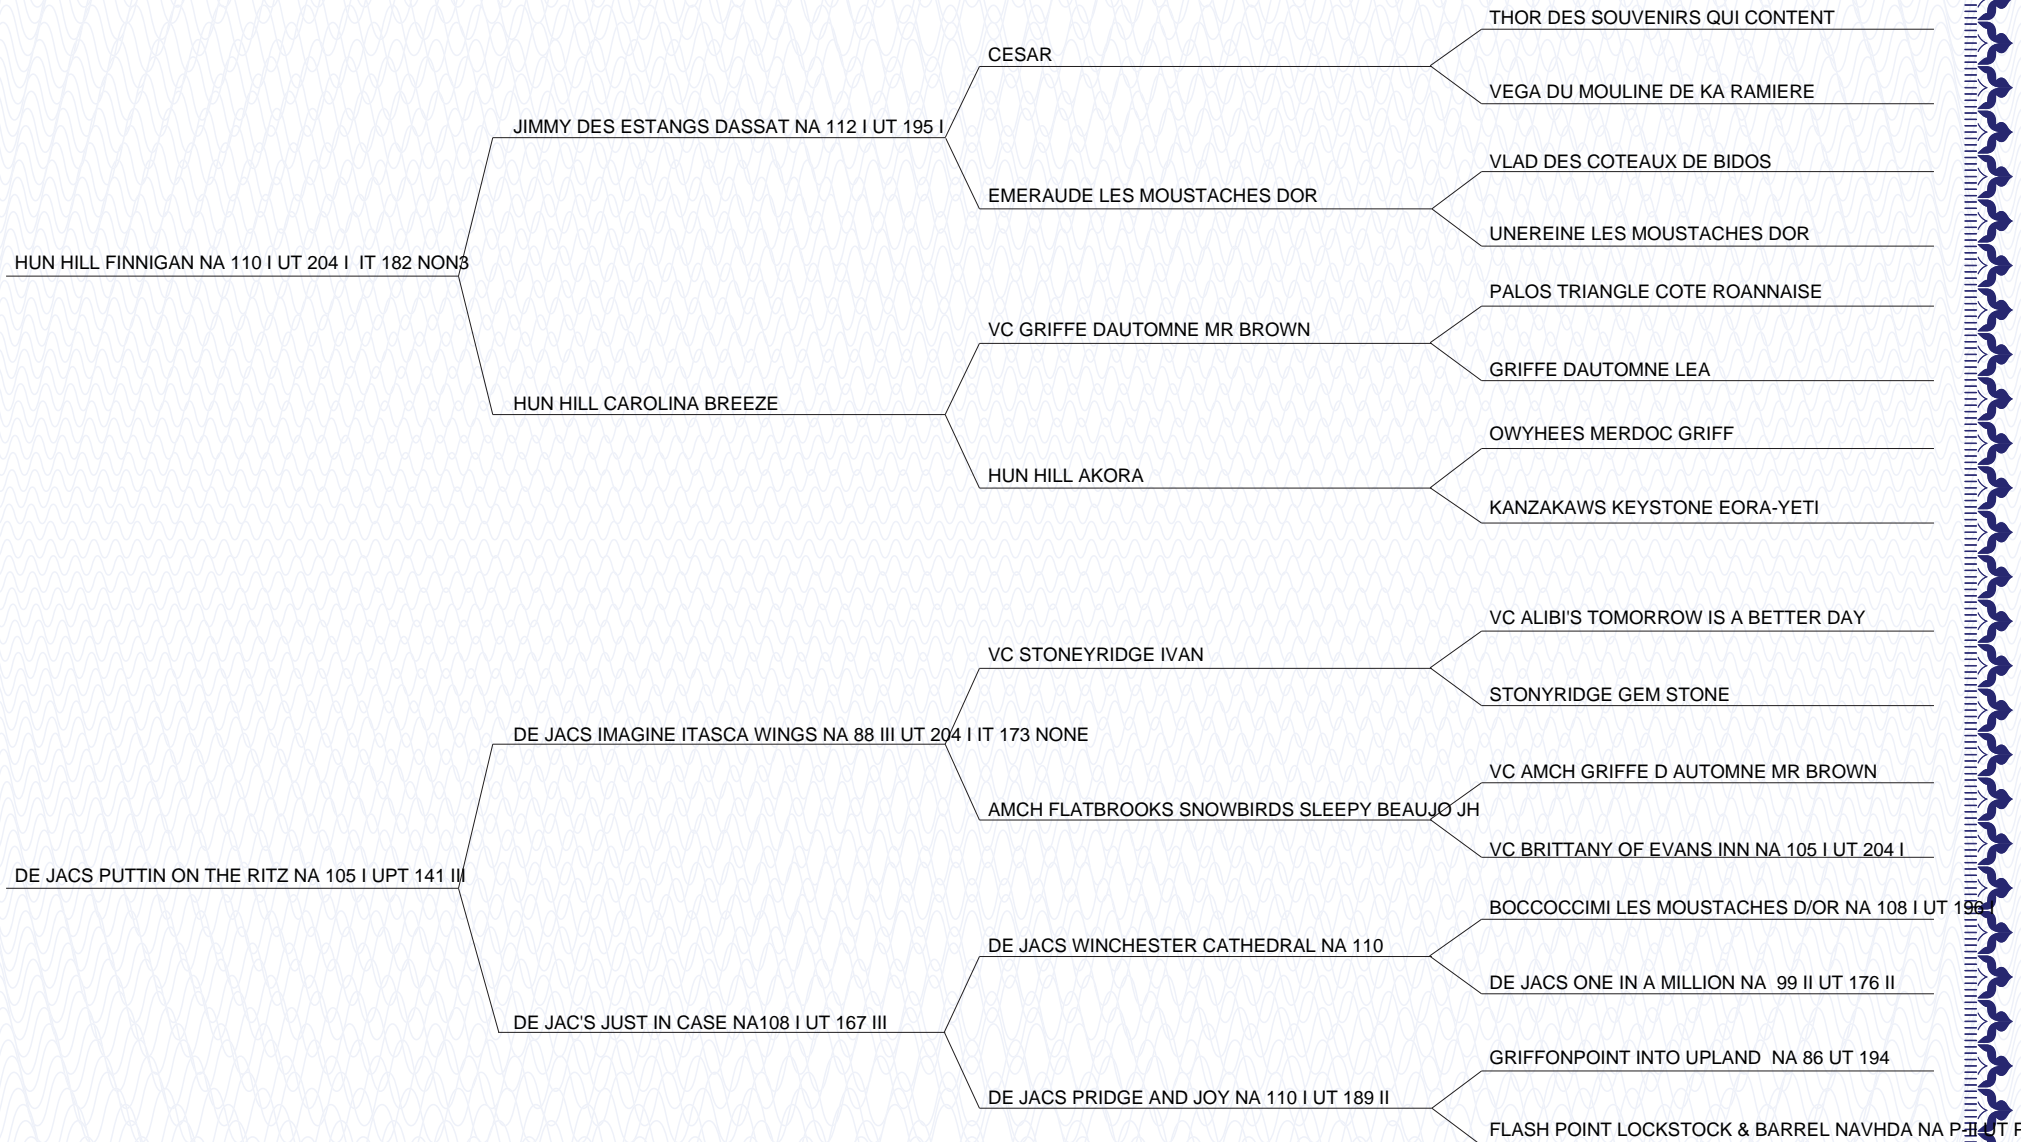 THOR DES SOUVENIRS QUI CONTENT
CESAR
VEGA DU MOULINE DE KA RAMIERE
JIMMY DES ESTANGS DASSAT NA 112 I UT 195 I
VLAD DES COTEAUX DE BIDOS
EMERAUDE LES MOUSTACHES DOR
UNEREINE LES MOUSTACHES DOR
HUN HILL FINNIGAN NA 110 I UT 204 I  IT 182 NON3
PALOS TRIANGLE COTE ROANNAISE
VC GRIFFE DAUTOMNE MR BROWN
GRIFFE DAUTOMNE LEA
HUN HILL CAROLINA BREEZE
OWYHEES MERDOC GRIFF
HUN HILL AKORA
KANZAKAWS KEYSTONE EORA-YETI
VC ALIBI'S TOMORROW IS A BETTER DAY
VC STONEYRIDGE IVAN
STONYRIDGE GEM STONE
DE JACS IMAGINE ITASCA WINGS NA 88 III UT 204 I IT 173 NONE
VC AMCH GRIFFE D AUTOMNE MR BROWN
AMCH FLATBROOKS SNOWBIRDS SLEEPY BEAUJO JH
VC BRITTANY OF EVANS INN NA 105 I UT 204 I
DE JACS PUTTIN ON THE RITZ NA 105 I UPT 141 III
BOCCOCCIMI LES MOUSTACHES D/OR NA 108 I UT 196 I
DE JACS WINCHESTER CATHEDRAL NA 110
DE JACS ONE IN A MILLION NA  99 II UT 176 II
DE JAC'S JUST IN CASE NA108 I UT 167 III
GRIFFONPOINT INTO UPLAND  NA 86 UT 194
DE JACS PRIDGE AND JOY NA 110 I UT 189 II
FLASH POINT LOCKSTOCK & BARREL NAVHDA NA P-II UT